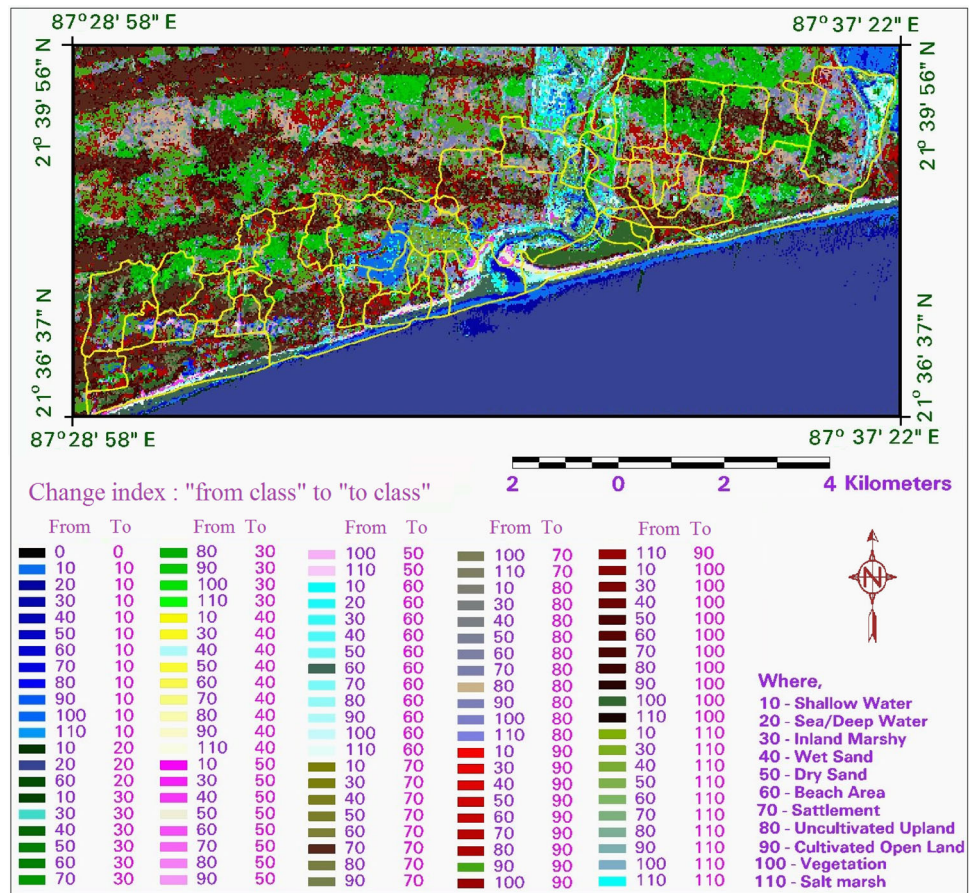 87° 28' 58" E 87° 37' 22" E
21° 39' 56" N
21° 39' 56" N
21° 36' 37" N
21° 36' 37" N
87° 28' 58" E 87° 37' 22" E
2 0 2 4 Kilometers
Change index : "from class" to "to class"
From To From To From To From To From To
0 0 80 30 100 50 100 70 110 90
10 10 90 30 110 50 110 70 10 100
20 10 100 30 10 60 10 80 30 100
30 10 110 30 20 60 30 80 40 100
40 10 10 40 30 60 40 80 50 100
50 10 30 40 40 60 50 80 60 100
60 10 40 40 50 60 60 80 70 100
70 10 50 40 60 60 70 80 80 100
80 10 60 40 70 60 80 80 90 100
90 10 70 40 80 60 90 80 100 100
100 10 80 40 90 60 100 80 110 100
110 10 90 40 100 60 110 80 10 110
10 20 110 40 110 60 10 90 30 110
20 20 10 50 10 70 30 90 40 110
60 20 30 50 30 70 40 90 50 110
10 30 40 50 40 70 50 90 60 110
30 30 50 50 50 70 60 90 70 110
40 30 60 50 60 70 70 90 80 110
50 30 70 50 70 70 80 90 90 110
60 30 80 50 80 70 90 90 100 110
70 30 90 50 90 70 100 90 110 110
N
Where,
10 - Shallow Water
20 - Sea/Deep Water
30 - Inland Marshy
40 - Wet Sand
50 - Dry Sand
60 - Beach Area
70 - Sattlement
80 - Uncultivated Upland
90 - Cultivated Open Land
100 - Vegetation
110 - Salt marsh